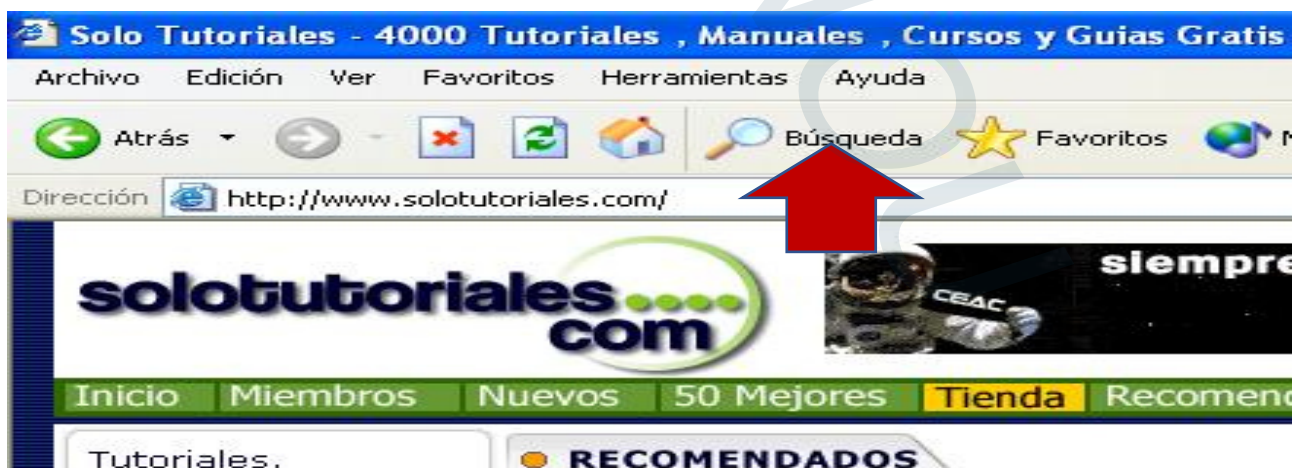 Solo Tutoriales - 4000 Tutoriales , Manuales , Cursos y Guias Gratis
Archivo Edición Ver Favoritos Herramientas Ayuda
Atrás Búsqueda Favoritos
Dirección http://www.solotutoriales.com/
siempre
solotutoriales....
com
CEAC
Inicio Miembros Nuevos 50 Mejores Tienda Recomend
Tutoriales,
RECOMENDADOS